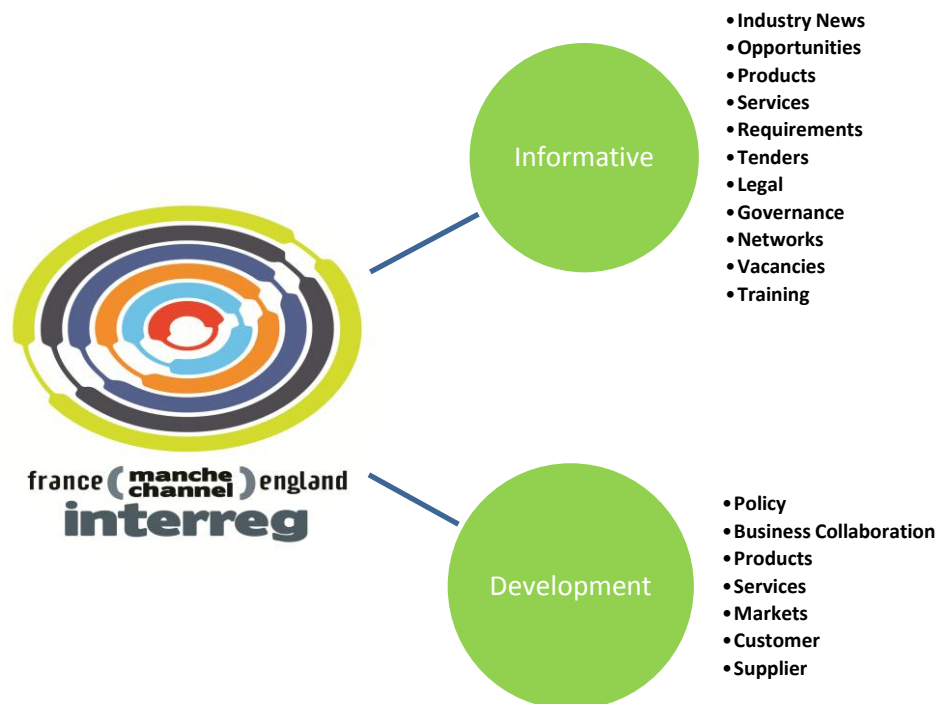 •Industry News
•Opportunities
•Products
•Services
•Requirements
•Tenders
•Legal
•Governance
•Networks
•Vacancies
•Training
Informative
france (manche channel) england
interreg
Development
•Policy
•Business Collaboration
•Products
•Services
•Markets
•Customer
•Supplier